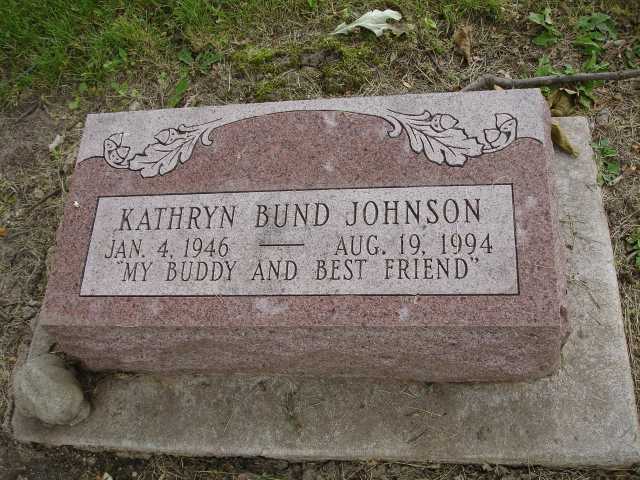 KATHRYN BUND JOHNSON
JAN. 4, 1946 — AUG. 19, 1994
"MY BUDDY AND BEST FRIEND"